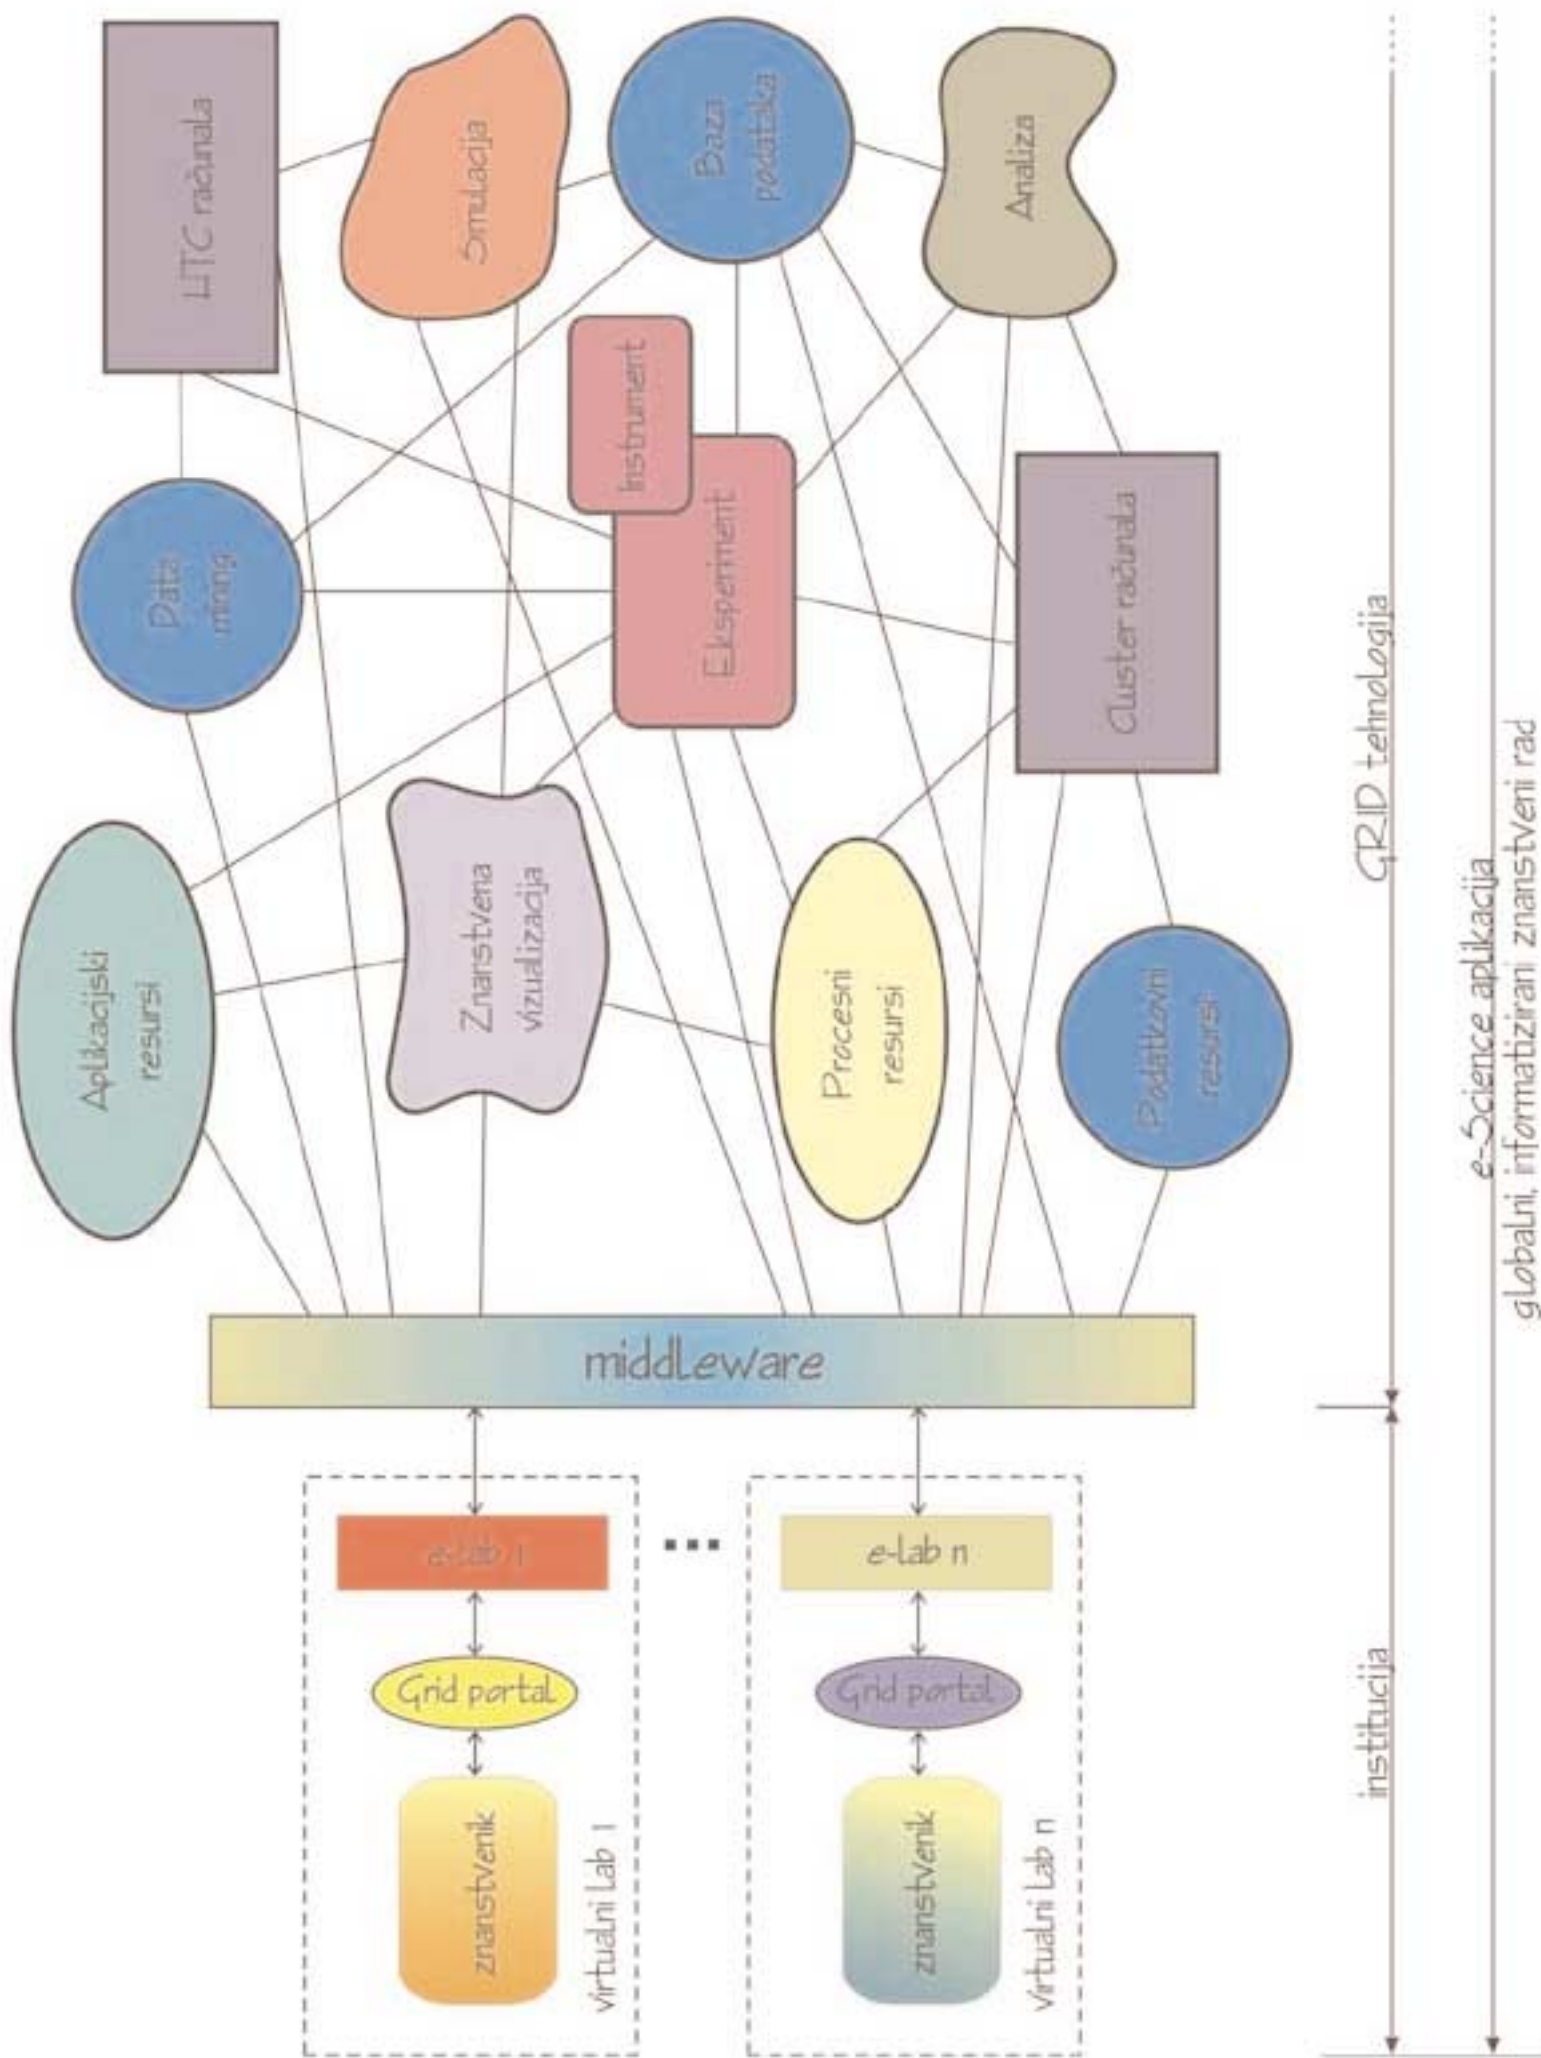 Aplikacijski
resursi
Data
mining
HTC računala
Znanstvena
vizualizacija
Simulacija
Instrument
Eksperiment
Baza
podataka
Procesni
resursi
Cluster računala
Analiza
Podatkovni
resursi
middleware
e-Lab 1
Grid portal
znanstvenik
virtualni Lab 1
...
e-Lab n
Grid portal
znanstvenik
virtualni Lab n
institucija
GRID tehnologija
e-Science aplikacija
globalni, informatizirani znanstveni rad